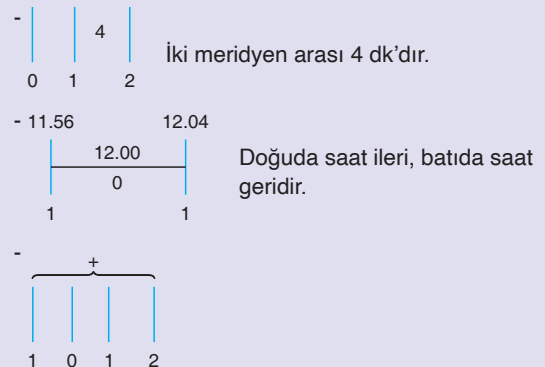 - 4
0 1 2
İki meridyen arası 4 dk’dır.
- 11.56 12.04
12.00
0
1 1
Doğuda saat ileri, batıda saat
geridir.
-
+
1 0 1 2